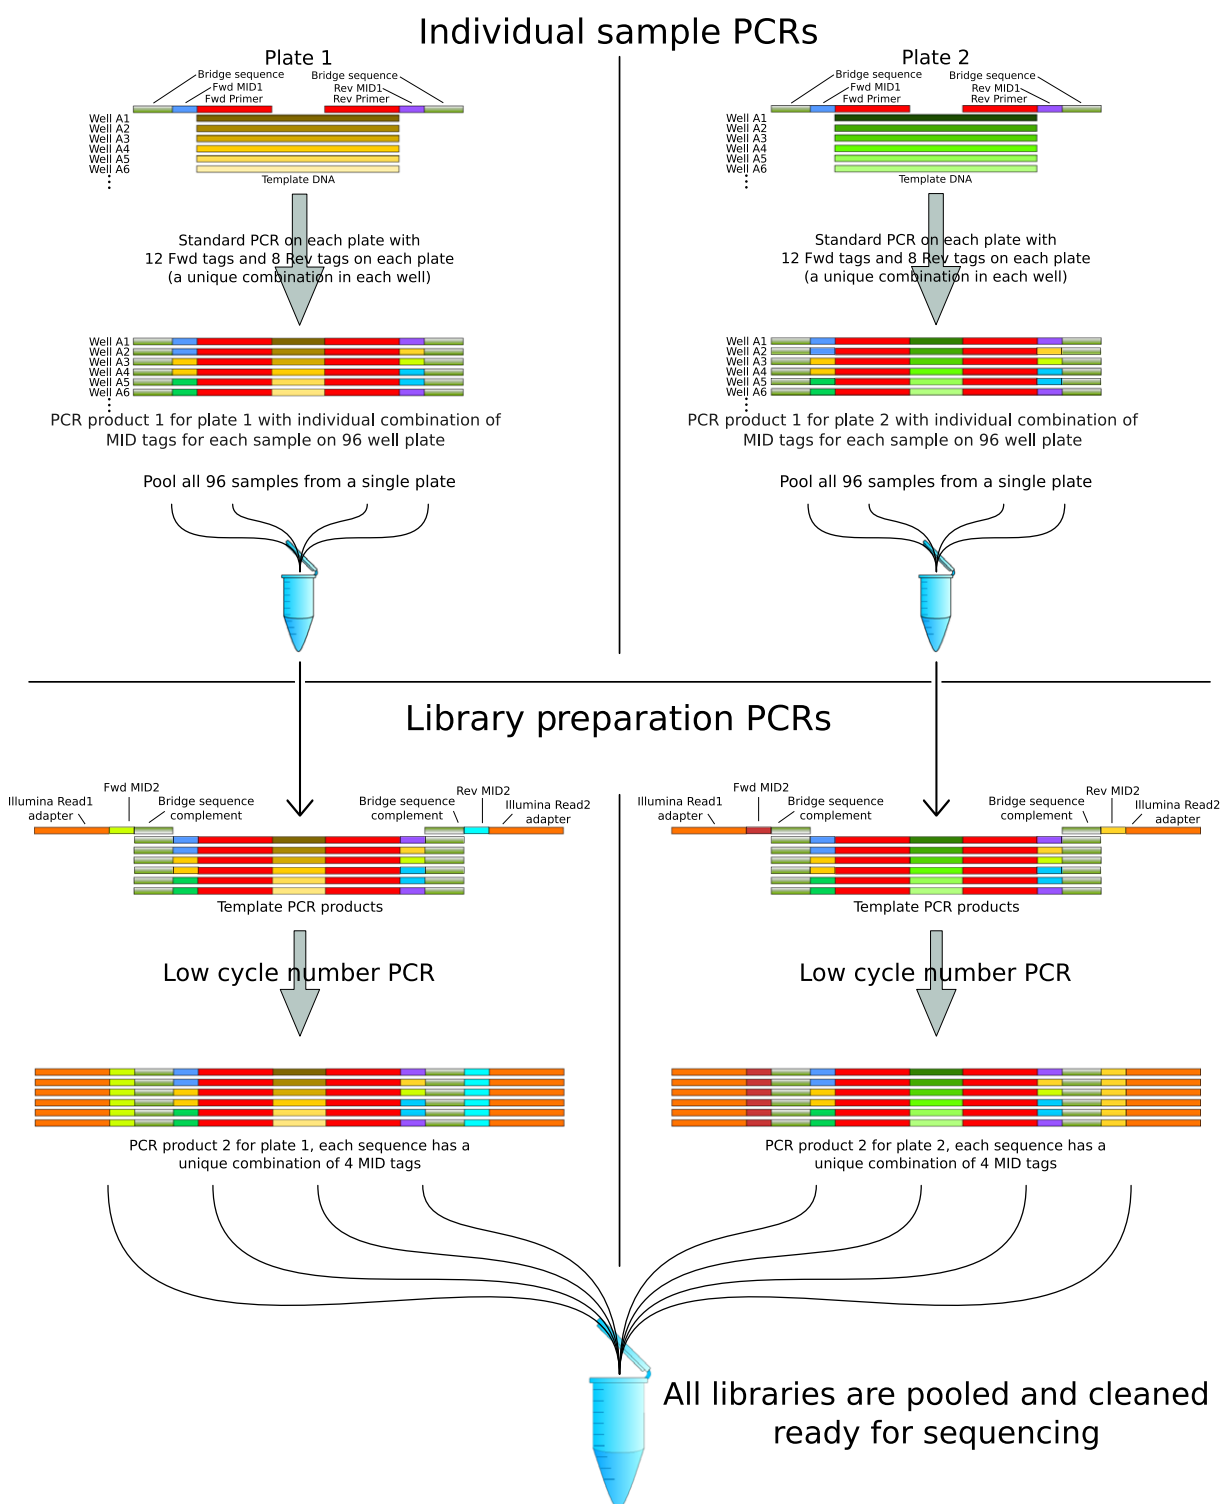 Individual sample PCRs
Plate 1
Bridge sequence
Bridge sequence
Fwd MID1
Rev MID1
Fwd Primer
Rev Primer
Well A1
Well A2
Well A3
Well A4
Well A5
Well A6
Template DNA
Standard PCR on each plate with
12 Fwd tags and 8 Rev tags on each plate
(a unique combination in each well)
Well A1
Well A2
Well A3
Well A4
Well A5
Well A6
PCR product 1 for plate 1 with individual combination of
MID tags for each sample on 96 well plate
Pool all 96 samples from a single plate
Plate 2
Bridge sequence
Bridge sequence
Fwd MID1
Rev MID1
Fwd Primer
Rev Primer
Well A1
Well A2
Well A3
Well A4
Well A5
Well A6
Template DNA
Standard PCR on each plate with
12 Fwd tags and 8 Rev tags on each plate
(a unique combination in each well)
Well A1
Well A2
Well A3
Well A4
Well A5
Well A6
PCR product 1 for plate 2 with individual combination of
MID tags for each sample on 96 well plate
Pool all 96 samples from a single plate
Library preparation PCRs
Illumina Read1
adapter
Fwd MID2
Bridge sequence
complement
Bridge sequence
complement
Rev MID2
Illumina Read2
adapter
Template PCR products
Low cycle number PCR
PCR product 2 for plate 1, each sequence has a
unique combination of 4 MID tags
Illumina Read1
adapter
Fwd MID2
Bridge sequence
complement
Bridge sequence
complement
Rev MID2
Illumina Read2
adapter
Template PCR products
Low cycle number PCR
PCR product 2 for plate 2, each sequence has a
unique combination of 4 MID tags
All libraries are pooled and cleaned
ready for sequencing